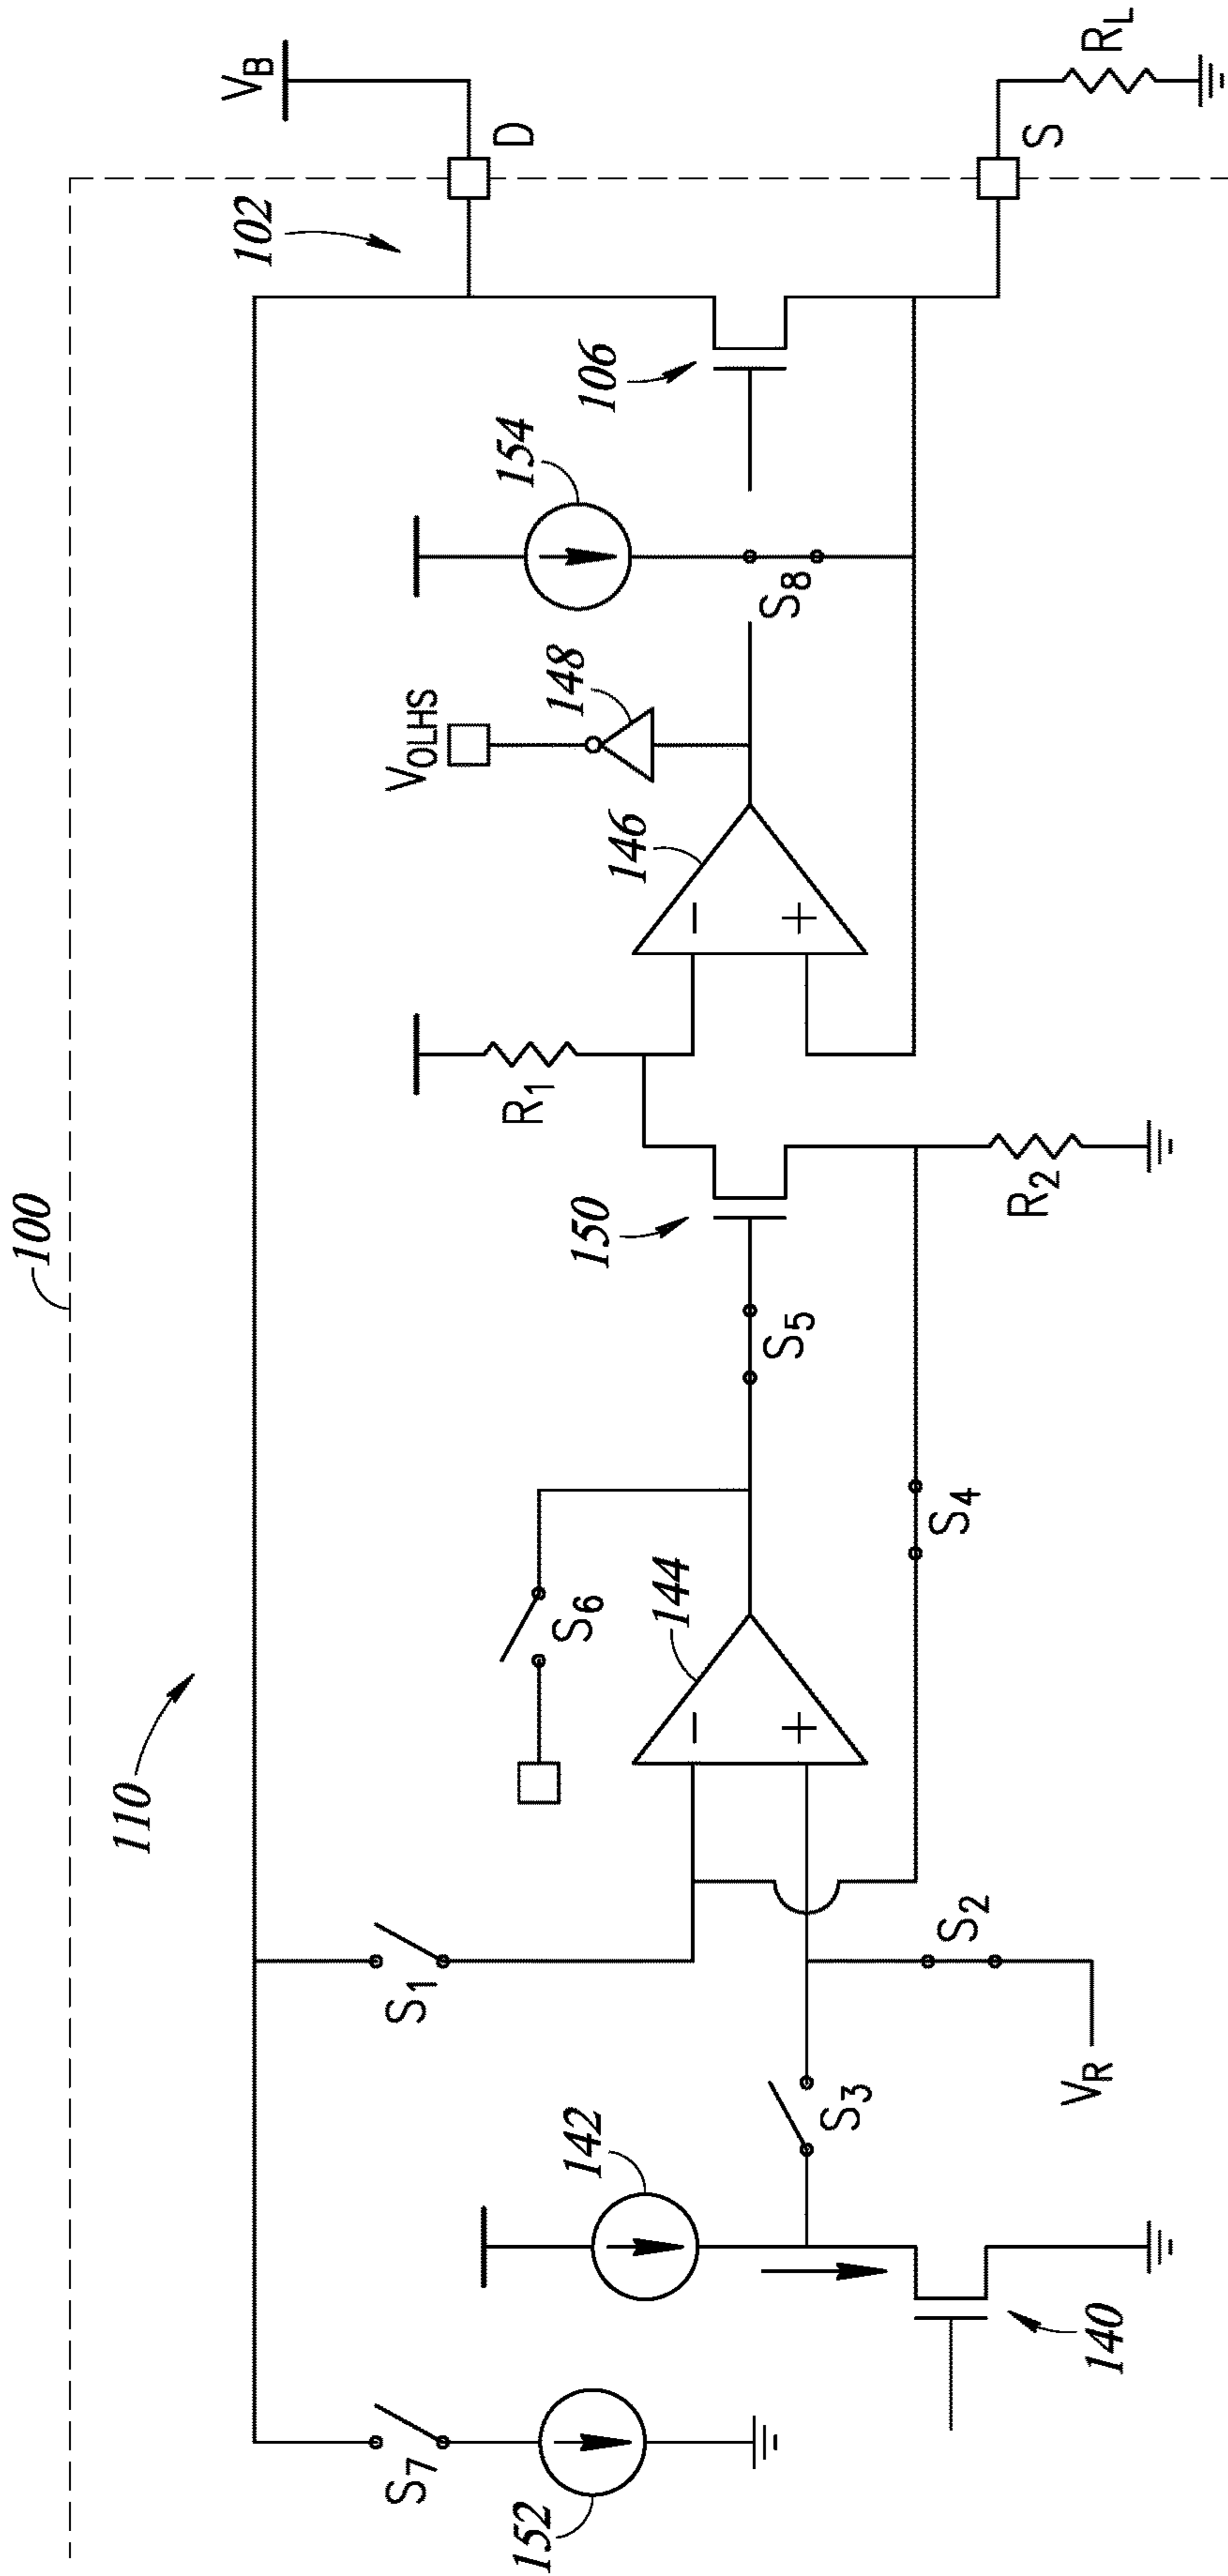 100
110
102
V_B
D
S
R_L
106
154
S_8
V_OLHS
148
146
−
+
R_1
R_2
150
S_5
S_4
S_6
144
−
+
S_1
S_2
V_R
S_3
142
140
S_7
152